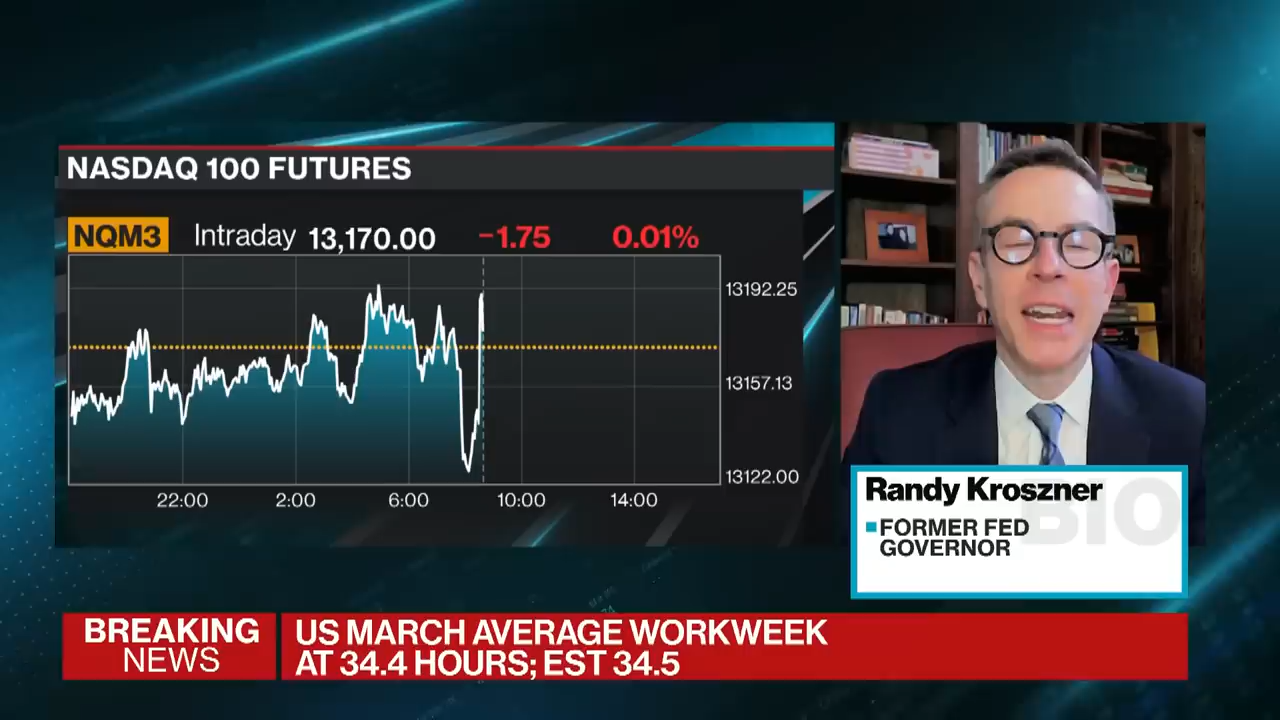 NASDAQ 100 FUTURES
NQM3 Intraday 13,170.00 −1.75 0.01%
13192.25
13157.13
13122.00
22:00 2:00 6:00 10:00 14:00
Randy Kroszner
BIO
FORMER FED
GOVERNOR
BREAKING
NEWS
US MARCH AVERAGE WORKWEEK
AT 34.4 HOURS; EST 34.5